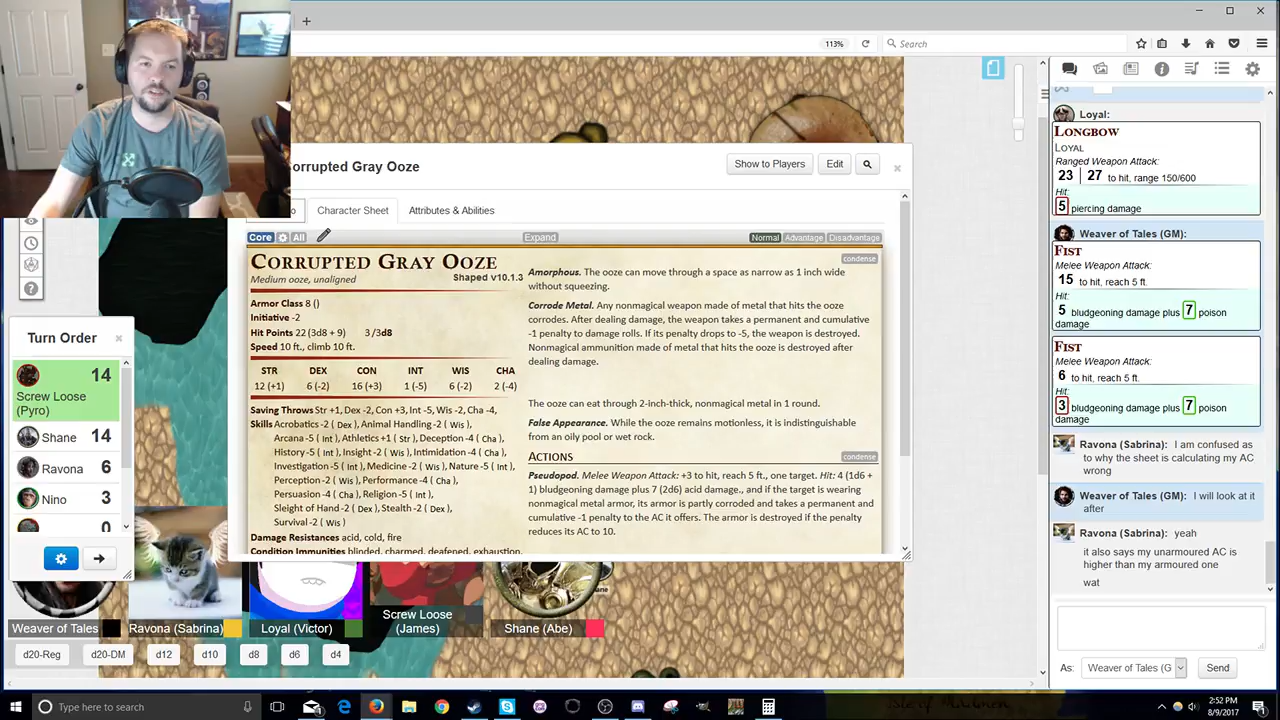 +
113%
Search
Corrupted Gray Ooze
Show to Players
Edit
Character Sheet
Attributes & Abilities
Core
All
Expand
Normal
Advantage
Disadvantage
CORRUPTED GRAY OOZE
Shaped v10.1.3
Medium ooze, unaligned
Armor Class 8 ()
Initiative -2
Hit Points 22 (3d8 + 9) 3 /3d8
Speed 10 ft., climb 10 ft.
STR DEX CON INT WIS CHA
12 (+1) 6 (-2) 16 (+3) 1 (-5) 6 (-2) 2 (-4)
Saving Throws Str +1, Dex -2, Con +3, Int -5, Wis -2, Cha -4,
Skills Acrobatics -2 ( Dex ), Animal Handling -2 ( Wis ),
Arcana -5 ( Int ), Athletics +1 ( Str ), Deception -4 ( Cha ),
History -5 ( Int ), Insight -2 ( Wis ), Intimidation -4 ( Cha ),
Investigation -5 ( Int ), Medicine -2 ( Wis ), Nature -5 ( Int ),
Perception -2 ( Wis ), Performance -4 ( Cha ),
Persuasion -4 ( Cha ), Religion -5 ( Int ),
Sleight of Hand -2 ( Dex ), Stealth -2 ( Dex ),
Survival -2 ( Wis )
Damage Resistances acid, cold, fire
Condition Immunities blinded, charmed, deafened, exhaustion,
condense
Amorphous. The ooze can move through a space as narrow as 1 inch wide
without squeezing.
Corrode Metal. Any nonmagical weapon made of metal that hits the ooze
corrodes. After dealing damage, the weapon takes a permanent and cumulative
-1 penalty to damage rolls. If its penalty drops to -5, the weapon is destroyed.
Nonmagical ammunition made of metal that hits the ooze is destroyed after
dealing damage.
The ooze can eat through 2-inch-thick, nonmagical metal in 1 round.
False Appearance. While the ooze remains motionless, it is indistinguishable
from an oily pool or wet rock.
ACTIONS
condense
Pseudopod. Melee Weapon Attack: +3 to hit, reach 5 ft., one target. Hit: 4 (1d6 +
1) bludgeoning damage plus 7 (2d6) acid damage., and if the target is wearing
nonmagical metal armor, its armor is partly corroded and takes a permanent and
cumulative -1 penalty to the AC it offers. The armor is destroyed if the penalty
reduces its AC to 10.
Turn Order
14
Screw Loose
(Pyro)
Shane 14
Ravona 6
Nino 3
0
Weaver of Tales
Ravona (Sabrina)
Loyal (Victor)
Screw Loose
(James)
Shane (Abe)
d20-Reg
d20-DM
d12
d10
d8
d6
d4
Loyal:
LONGBOW
LOYAL
Ranged Weapon Attack:
23 | 27 to hit, range 150/600
Hit:
5 piercing damage
Weaver of Tales (GM):
FIST
Melee Weapon Attack:
15 to hit, reach 5 ft.
Hit:
5 bludgeoning damage plus 7 poison
damage
FIST
Melee Weapon Attack:
6 to hit, reach 5 ft.
Hit:
3 bludgeoning damage plus 7 poison
damage
Ravona (Sabrina): I am confused
as to why the sheet is calculating my AC
wrong
Weaver of Tales (GM): I will look at it
after
Ravona (Sabrina): yeah
it also says my unarmoured AC is
higher than my armoured one
wat
As:
Weaver of Tales (G
Send
Type here to search
2:52 PM
8/9/2017